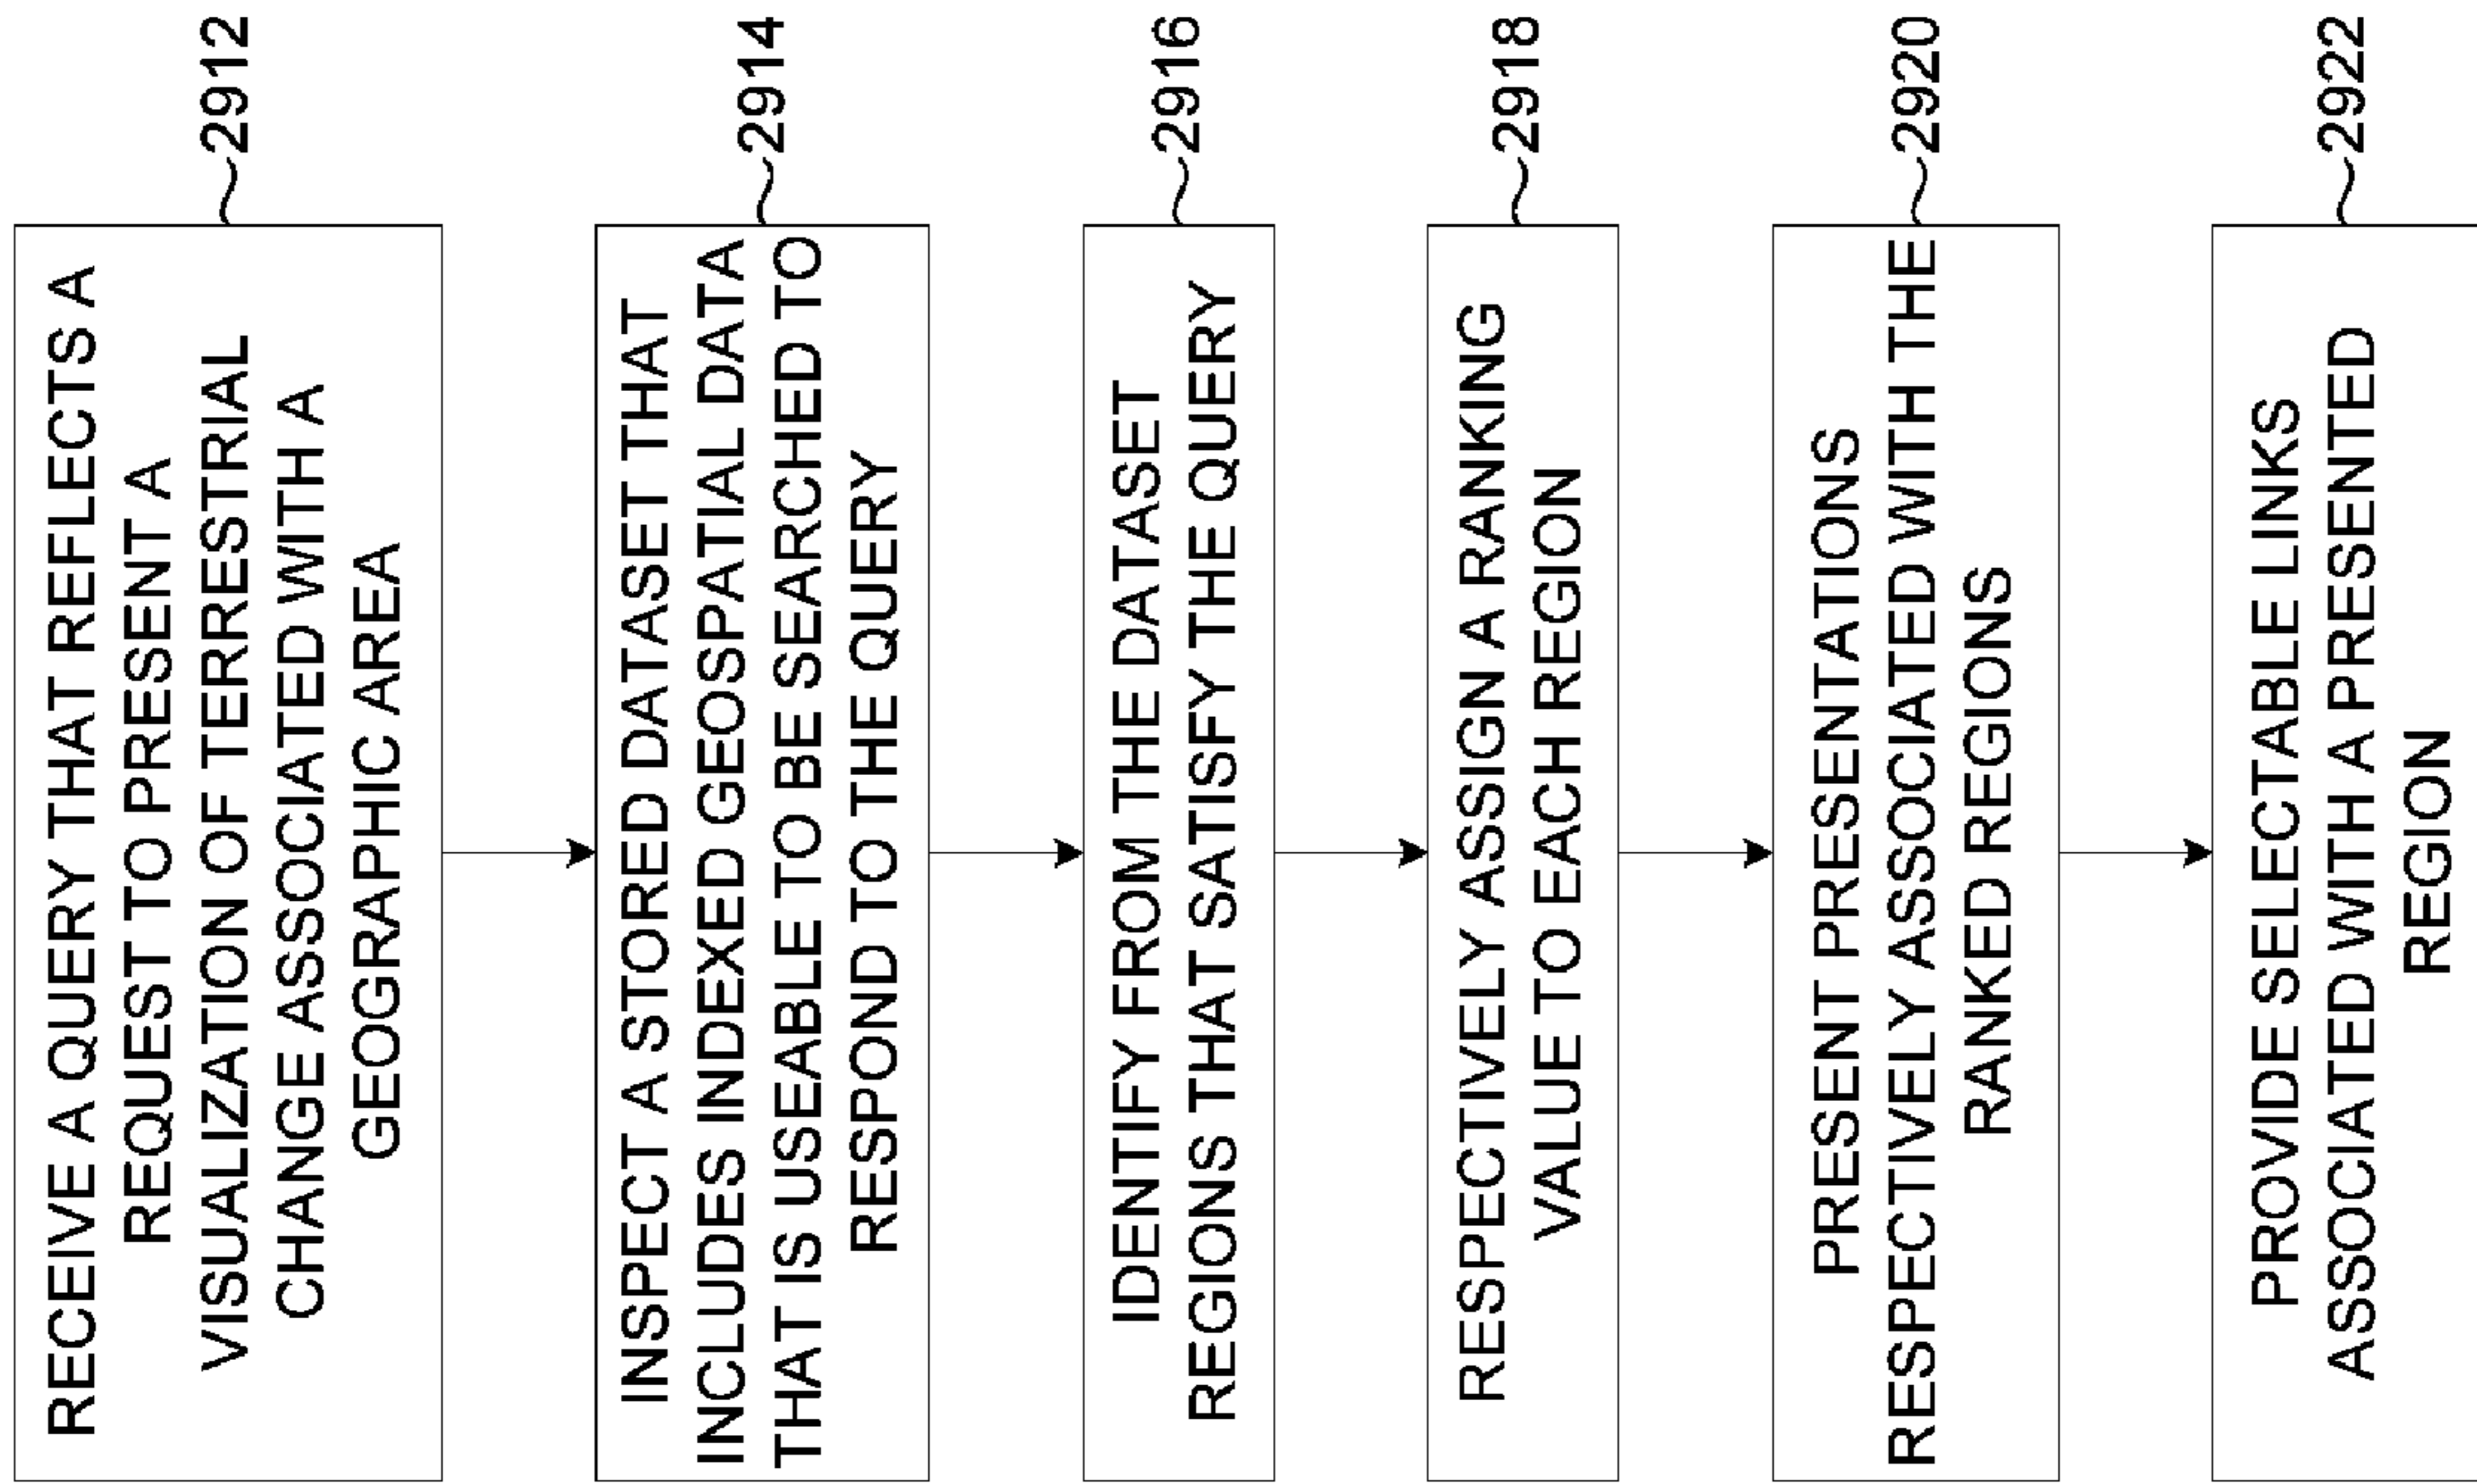 RECEIVE A QUERY THAT REFLECTS A
REQUEST TO PRESENT A
VISUALIZATION OF TERRESTRIAL
CHANGE ASSOCIATED WITH A
GEOGRAPHIC AREA
2912
INSPECT A STORED DATASET THAT
INCLUDES INDEXED GEOSPATIAL DATA
THAT IS USEABLE TO BE SEARCHED TO
RESPOND TO THE QUERY
2914
IDENTIFY FROM THE DATASET
REGIONS THAT SATISFY THE QUERY
2916
RESPECTIVELY ASSIGN A RANKING
VALUE TO EACH REGION
2918
PRESENT PRESENTATIONS
RESPECTIVELY ASSOCIATED WITH THE
RANKED REGIONS
2920
PROVIDE SELECTABLE LINKS
ASSOCIATED WITH A PRESENTED
REGION
2922